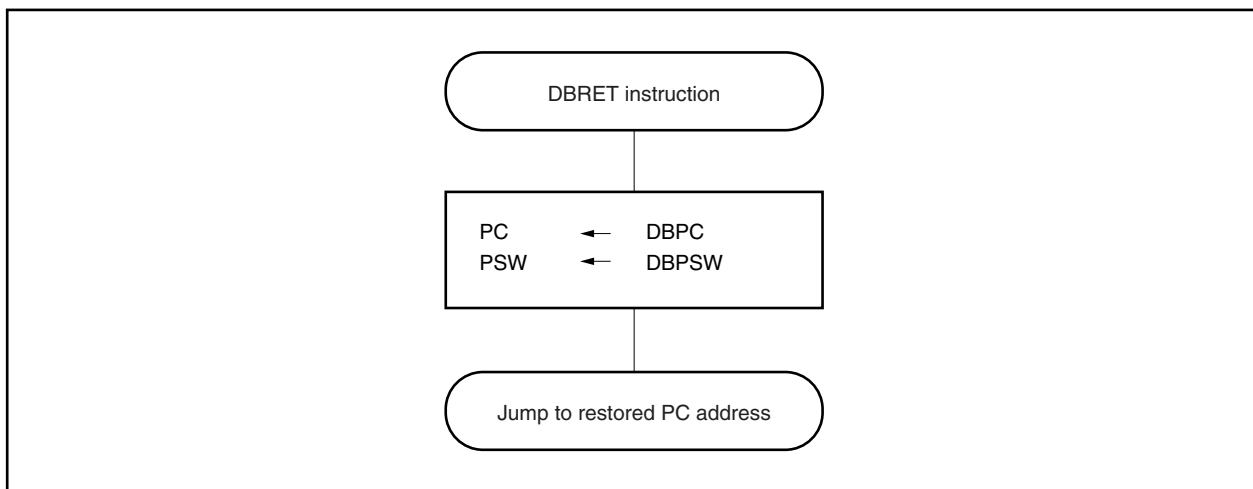 DBRET instruction
PC ← DBPC
PSW ← DBPSW
Jump to restored PC address